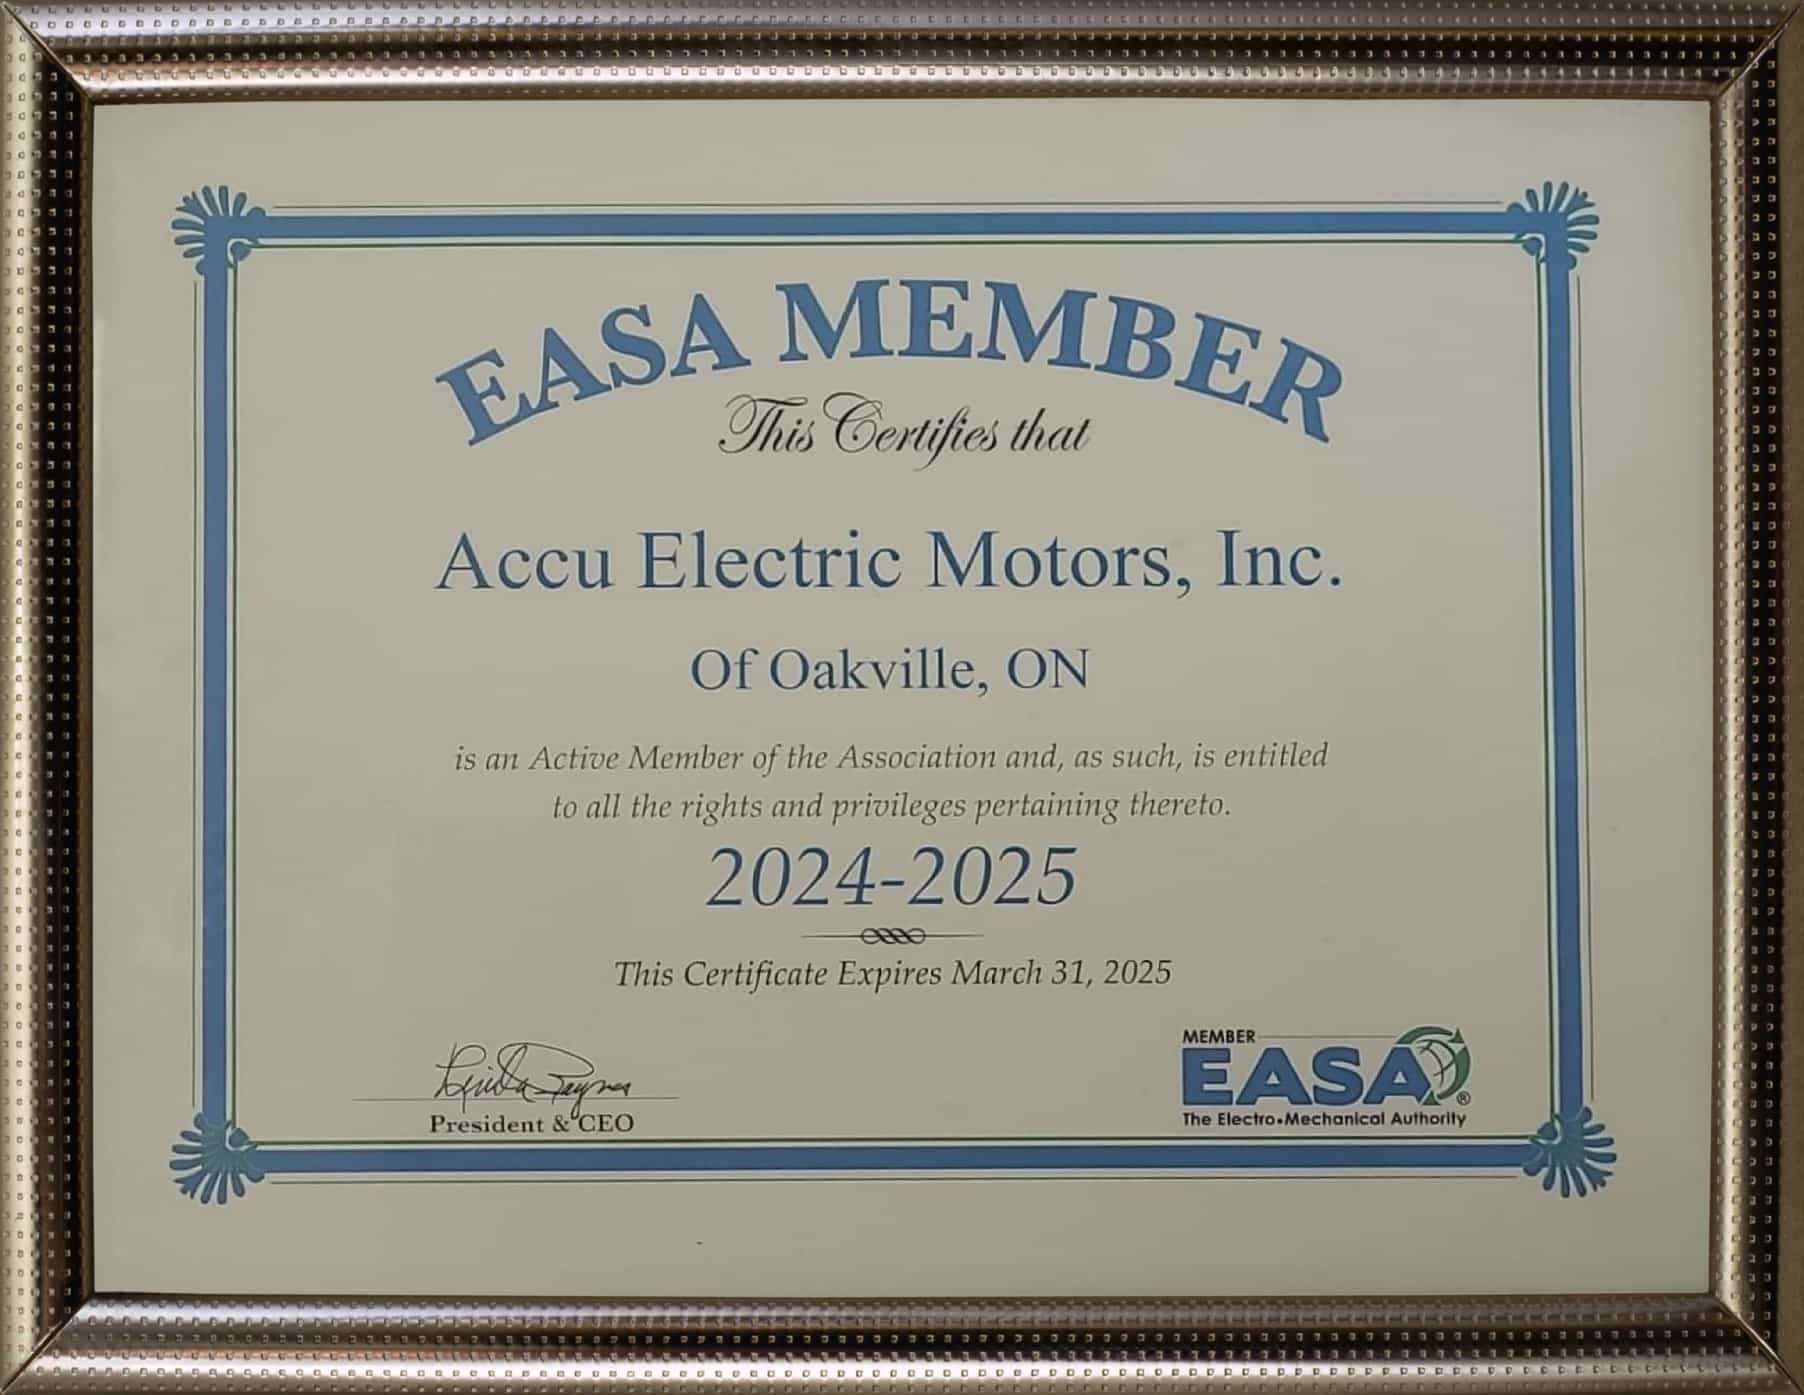 EASA MEMBER
This Certifies that
Accu Electric Motors, Inc.
Of Oakville, ON
is an Active Member of the Association and, as such, is entitled
to all the rights and privileges pertaining thereto.
2024-2025
This Certificate Expires March 31, 2025
Linda Raynes
President & CEO
MEMBER
EASA®
The Electro•Mechanical Authority